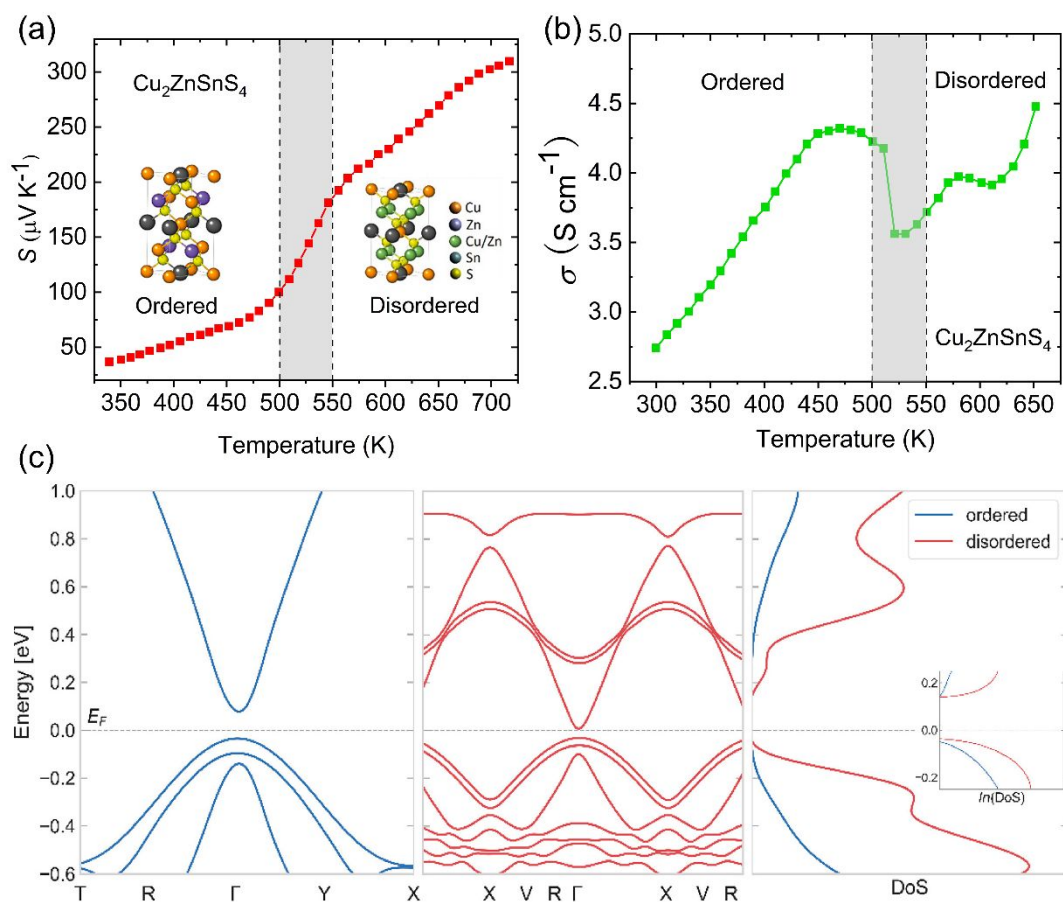 (a)
300
250
200
150
100
50
S (μV K⁻¹)
Cu₂ZnSnS₄
Ordered
Disordered
Cu
Zn
Cu/Zn
Sn
S
350 400 450 500 550 600 650 700
Temperature (K)
(b)
5.0
4.5
4.0
3.5
3.0
2.5
σ (S cm⁻¹)
Ordered
Disordered
Cu₂ZnSnS₄
300 350 400 450 500 550 600 650
Temperature (K)
(c)
1.0
0.8
0.6
0.4
0.2
0.0
−0.2
−0.4
−0.6
Energy [eV]
E_F
T R Γ Y X
X V R Γ X V R
ordered
disordered
0.2
0.0
−0.2
ln(DoS)
DoS